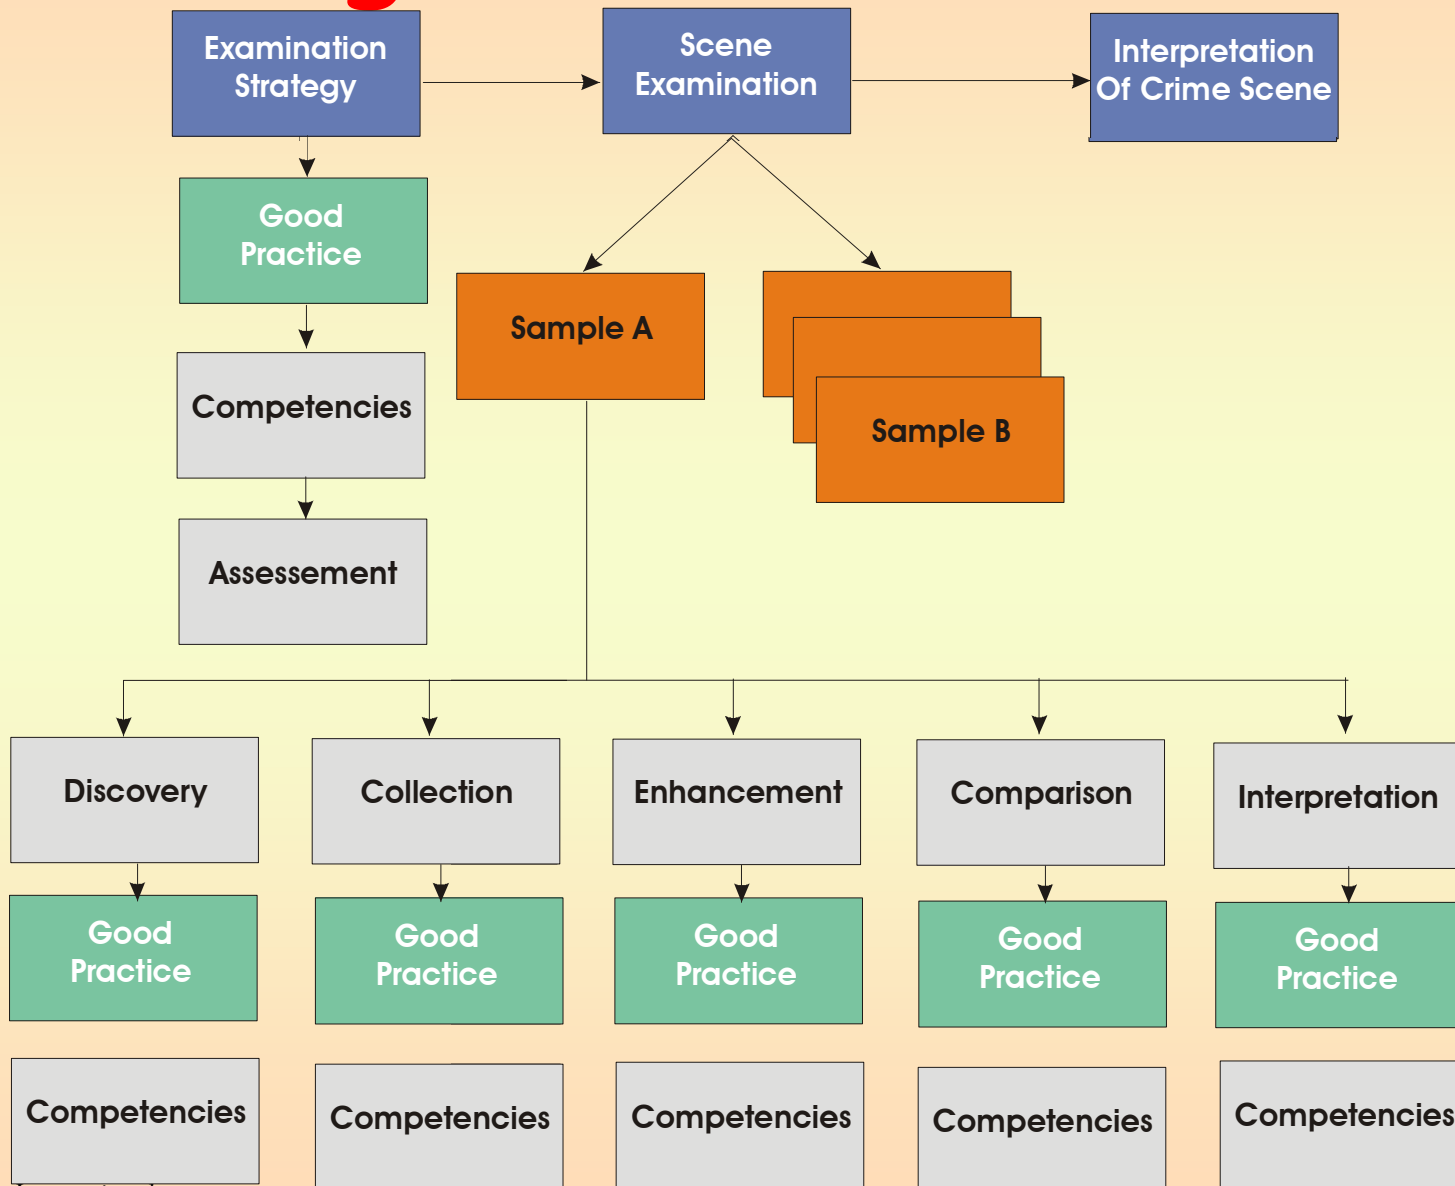 Examination
Strategy
Scene
Examination
Interpretation
Of Crime Scene
Good
Practice
Sample A
Competencies
Sample B
Assessement
Discovery
Collection
Enhancement
Comparison
Interpretation
Good
Practice
Good
Practice
Good
Practice
Good
Practice
Good
Practice
Competencies
Competencies
Competencies
Competencies
Competencies